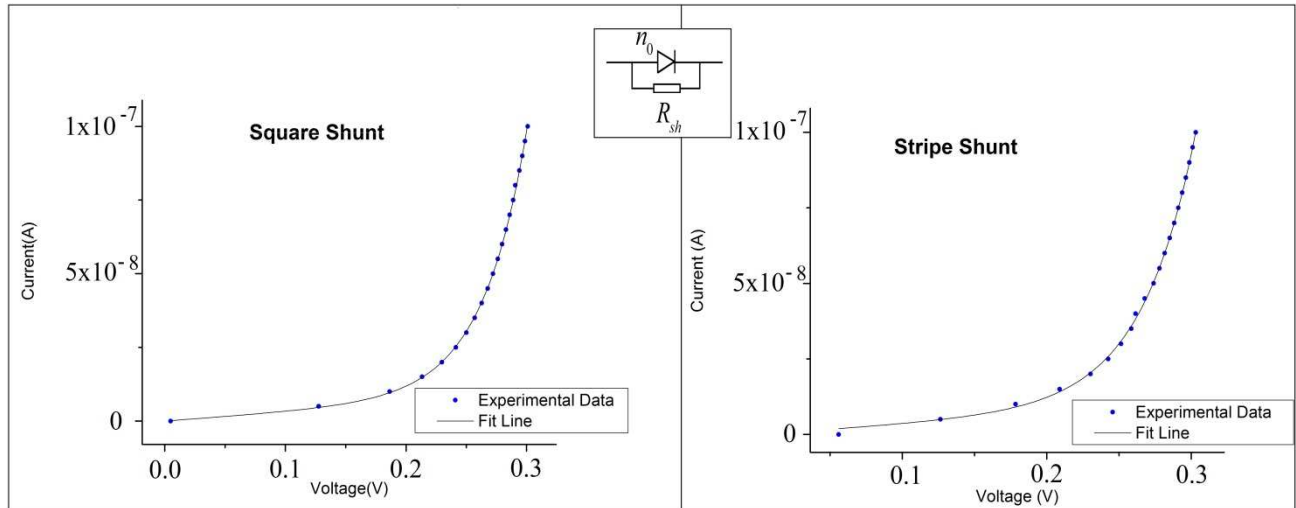 n0
Rsh
Square Shunt
1x10-7
5x10-8
0
Current(A)
0.0 0.1 0.2 0.3
Voltage(V)
Experimental Data
Fit Line
Stripe Shunt
1x10-7
5x10-8
0
Current (A)
0.1 0.2 0.3
Voltage (V)
Experimental Data
Fit Line